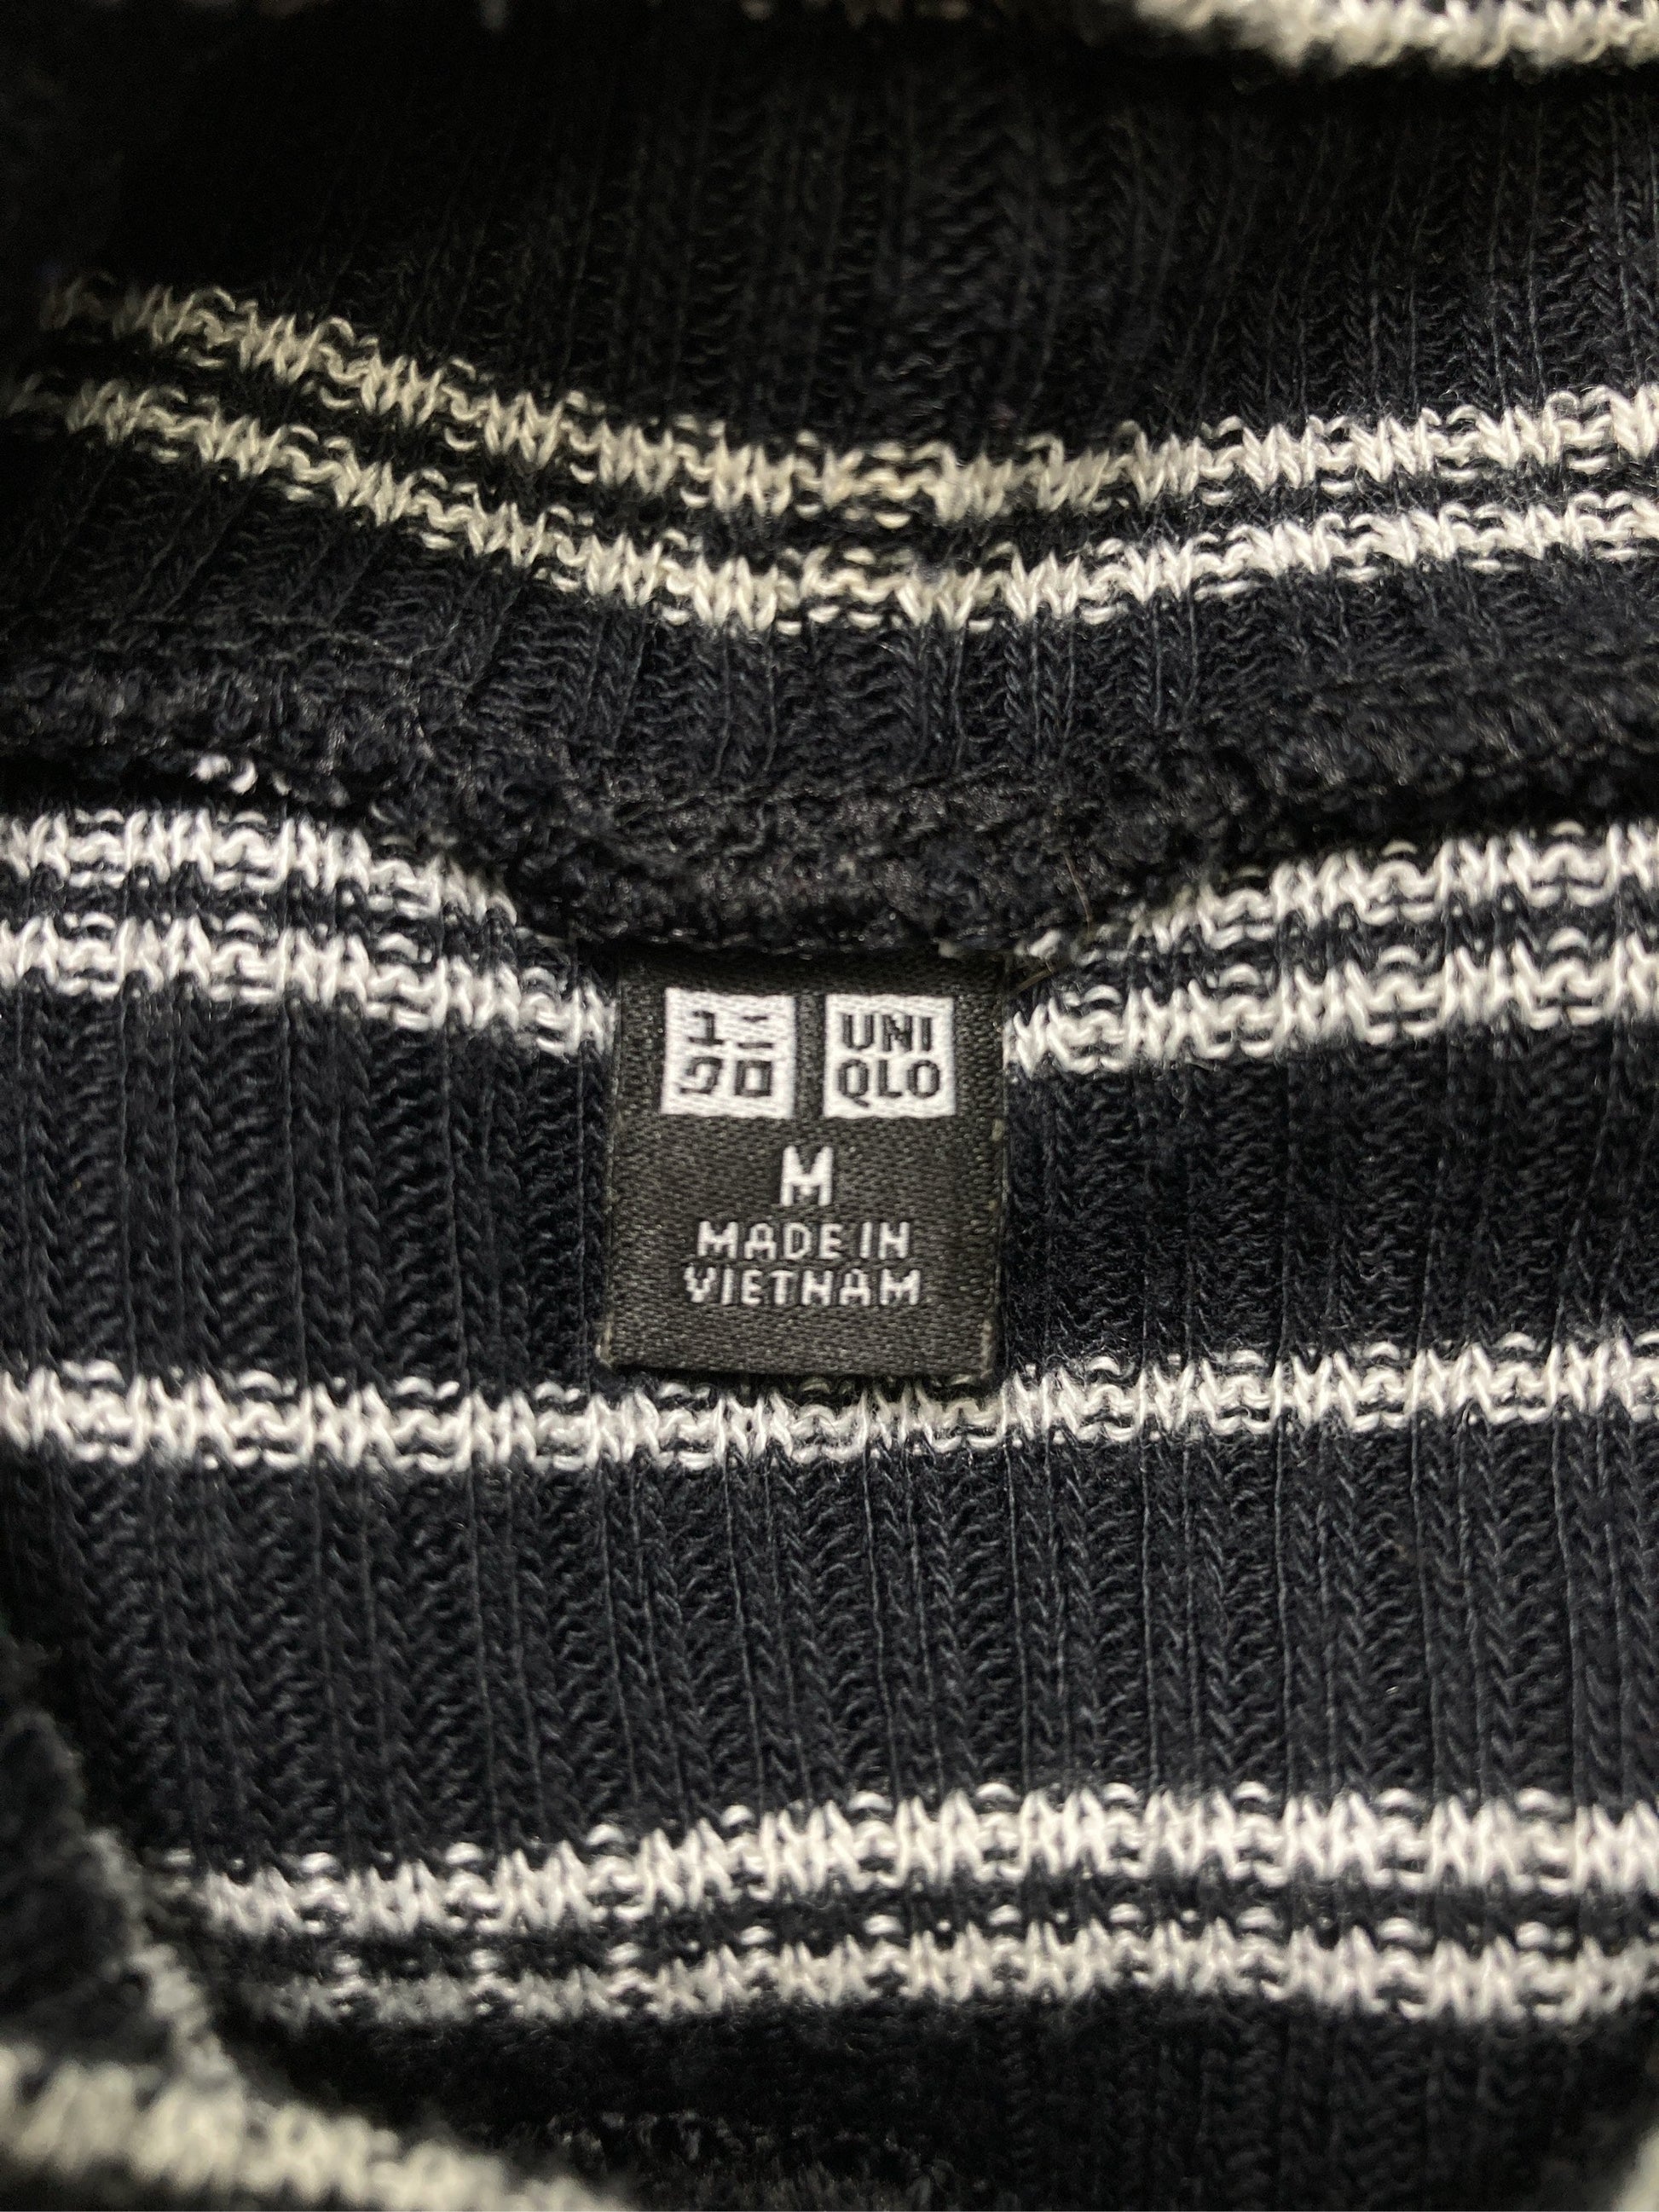 ユニ UNI
クロ QLO
M
MADE IN
VIETNAM